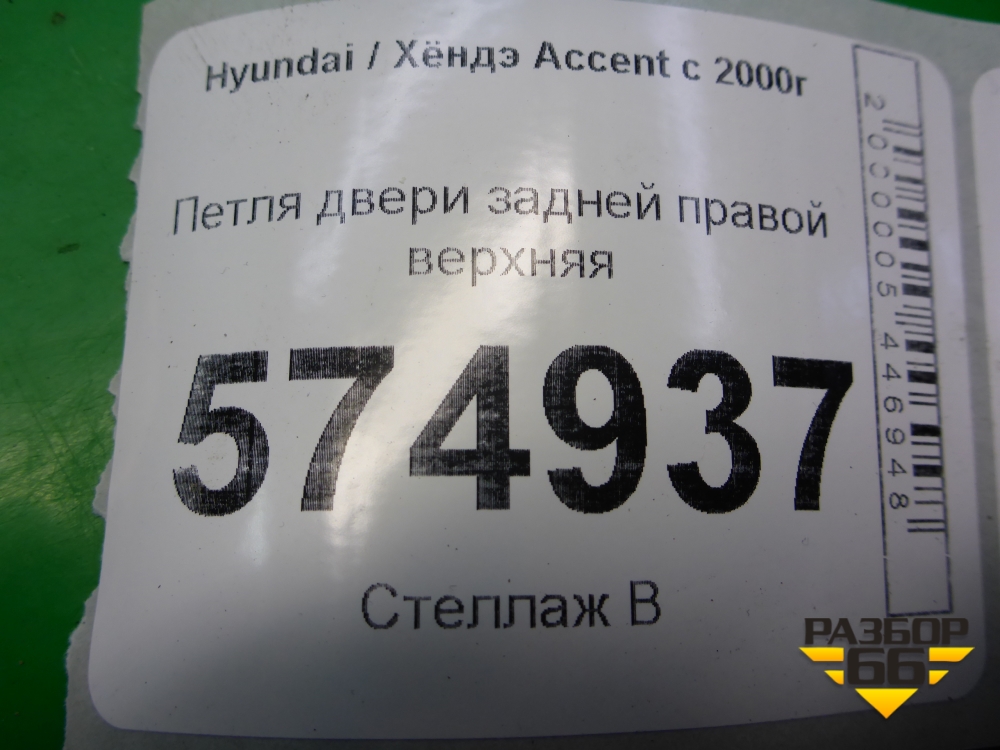 Hyundai / Хёндэ Accent с 2000г
Петля двери задней правой
верхняя
574937
Стеллаж В
2000005446948
РАЗБОР
66